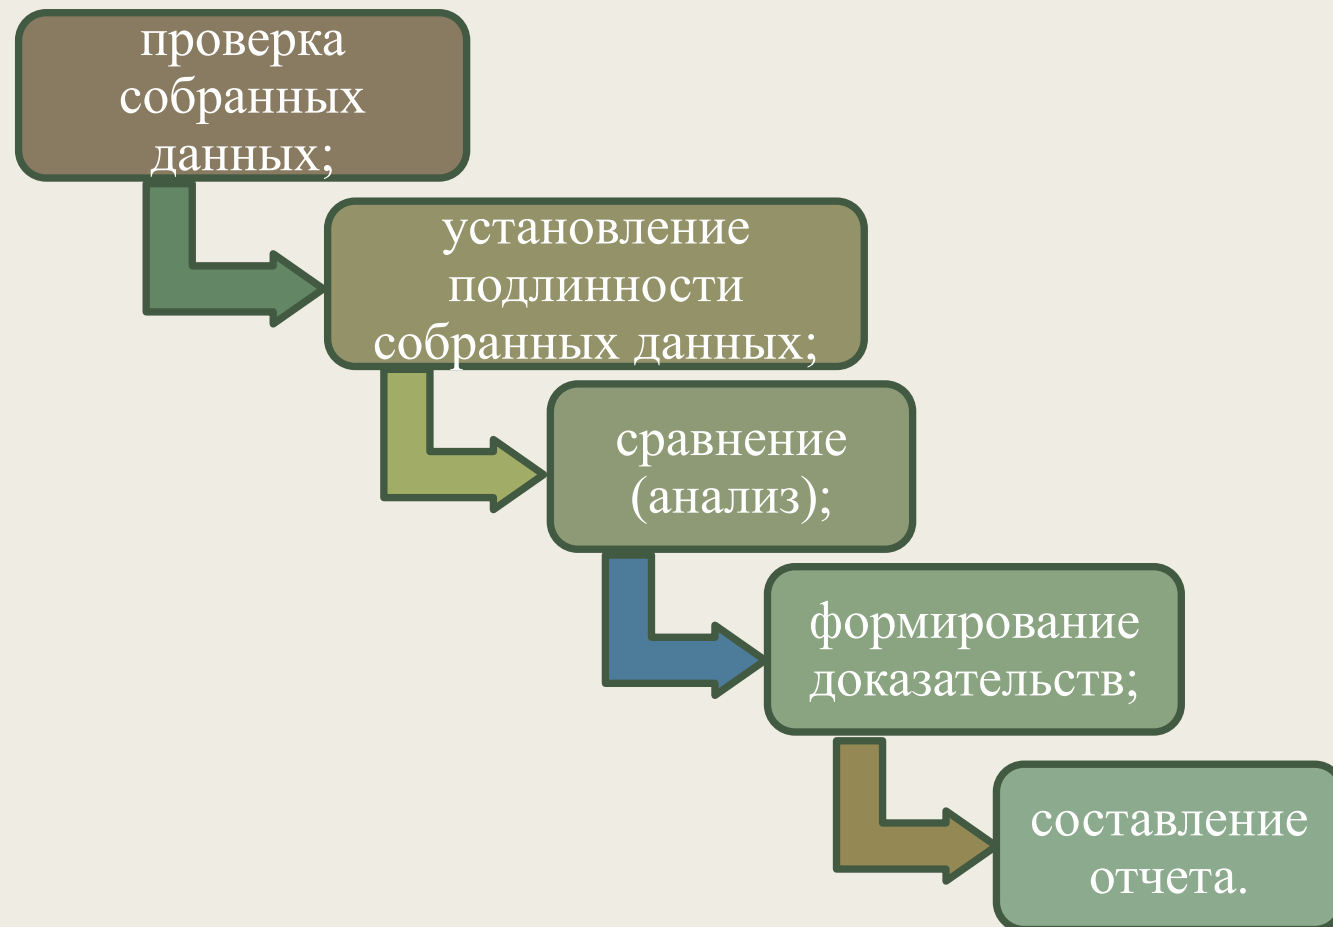 проверка
собранных
данных;
установление
подлинности
собранных данных;
сравнение
(анализ);
формирование
доказательств;
составление
отчета.